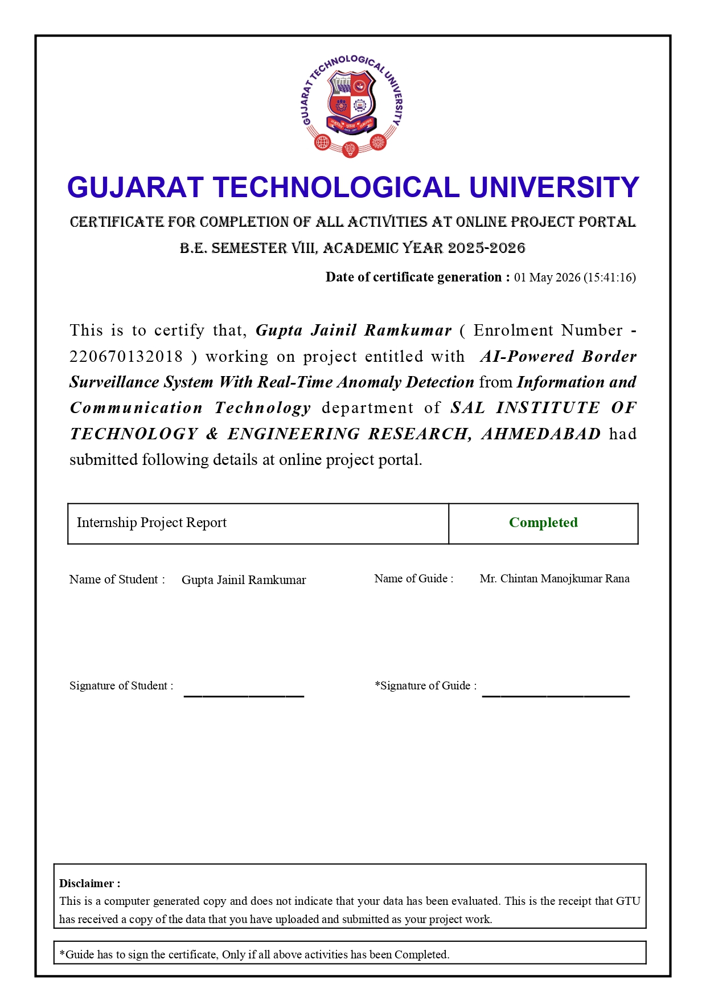 GUJARAT TECHNOLOGICAL UNIVERSITY
GUJARAT TECHNOLOGICAL UNIVERSITY
CERTIFICATE FOR COMPLETION OF ALL ACTIVITIES AT ONLINE PROJECT PORTAL
B.E. SEMESTER VIII, ACADEMIC YEAR 2025-2026
Date of certificate generation : 01 May 2026 (15:41:16)
This is to certify that, Gupta Jainil Ramkumar ( Enrolment Number -
220670132018 ) working on project entitled with AI-Powered Border
Surveillance System With Real-Time Anomaly Detection from Information and
Communication Technology department of SAL INSTITUTE OF
TECHNOLOGY & ENGINEERING RESEARCH, AHMEDABAD had
submitted following details at online project portal.
Internship Project Report Completed
Name of Student : Gupta Jainil Ramkumar Name of Guide : Mr. Chintan Manojkumar Rana
Signature of Student : *Signature of Guide :
Disclaimer :
This is a computer generated copy and does not indicate that your data has been evaluated. This is the receipt that GTU
has received a copy of the data that you have uploaded and submitted as your project work.
*Guide has to sign the certificate, Only if all above activities has been Completed.